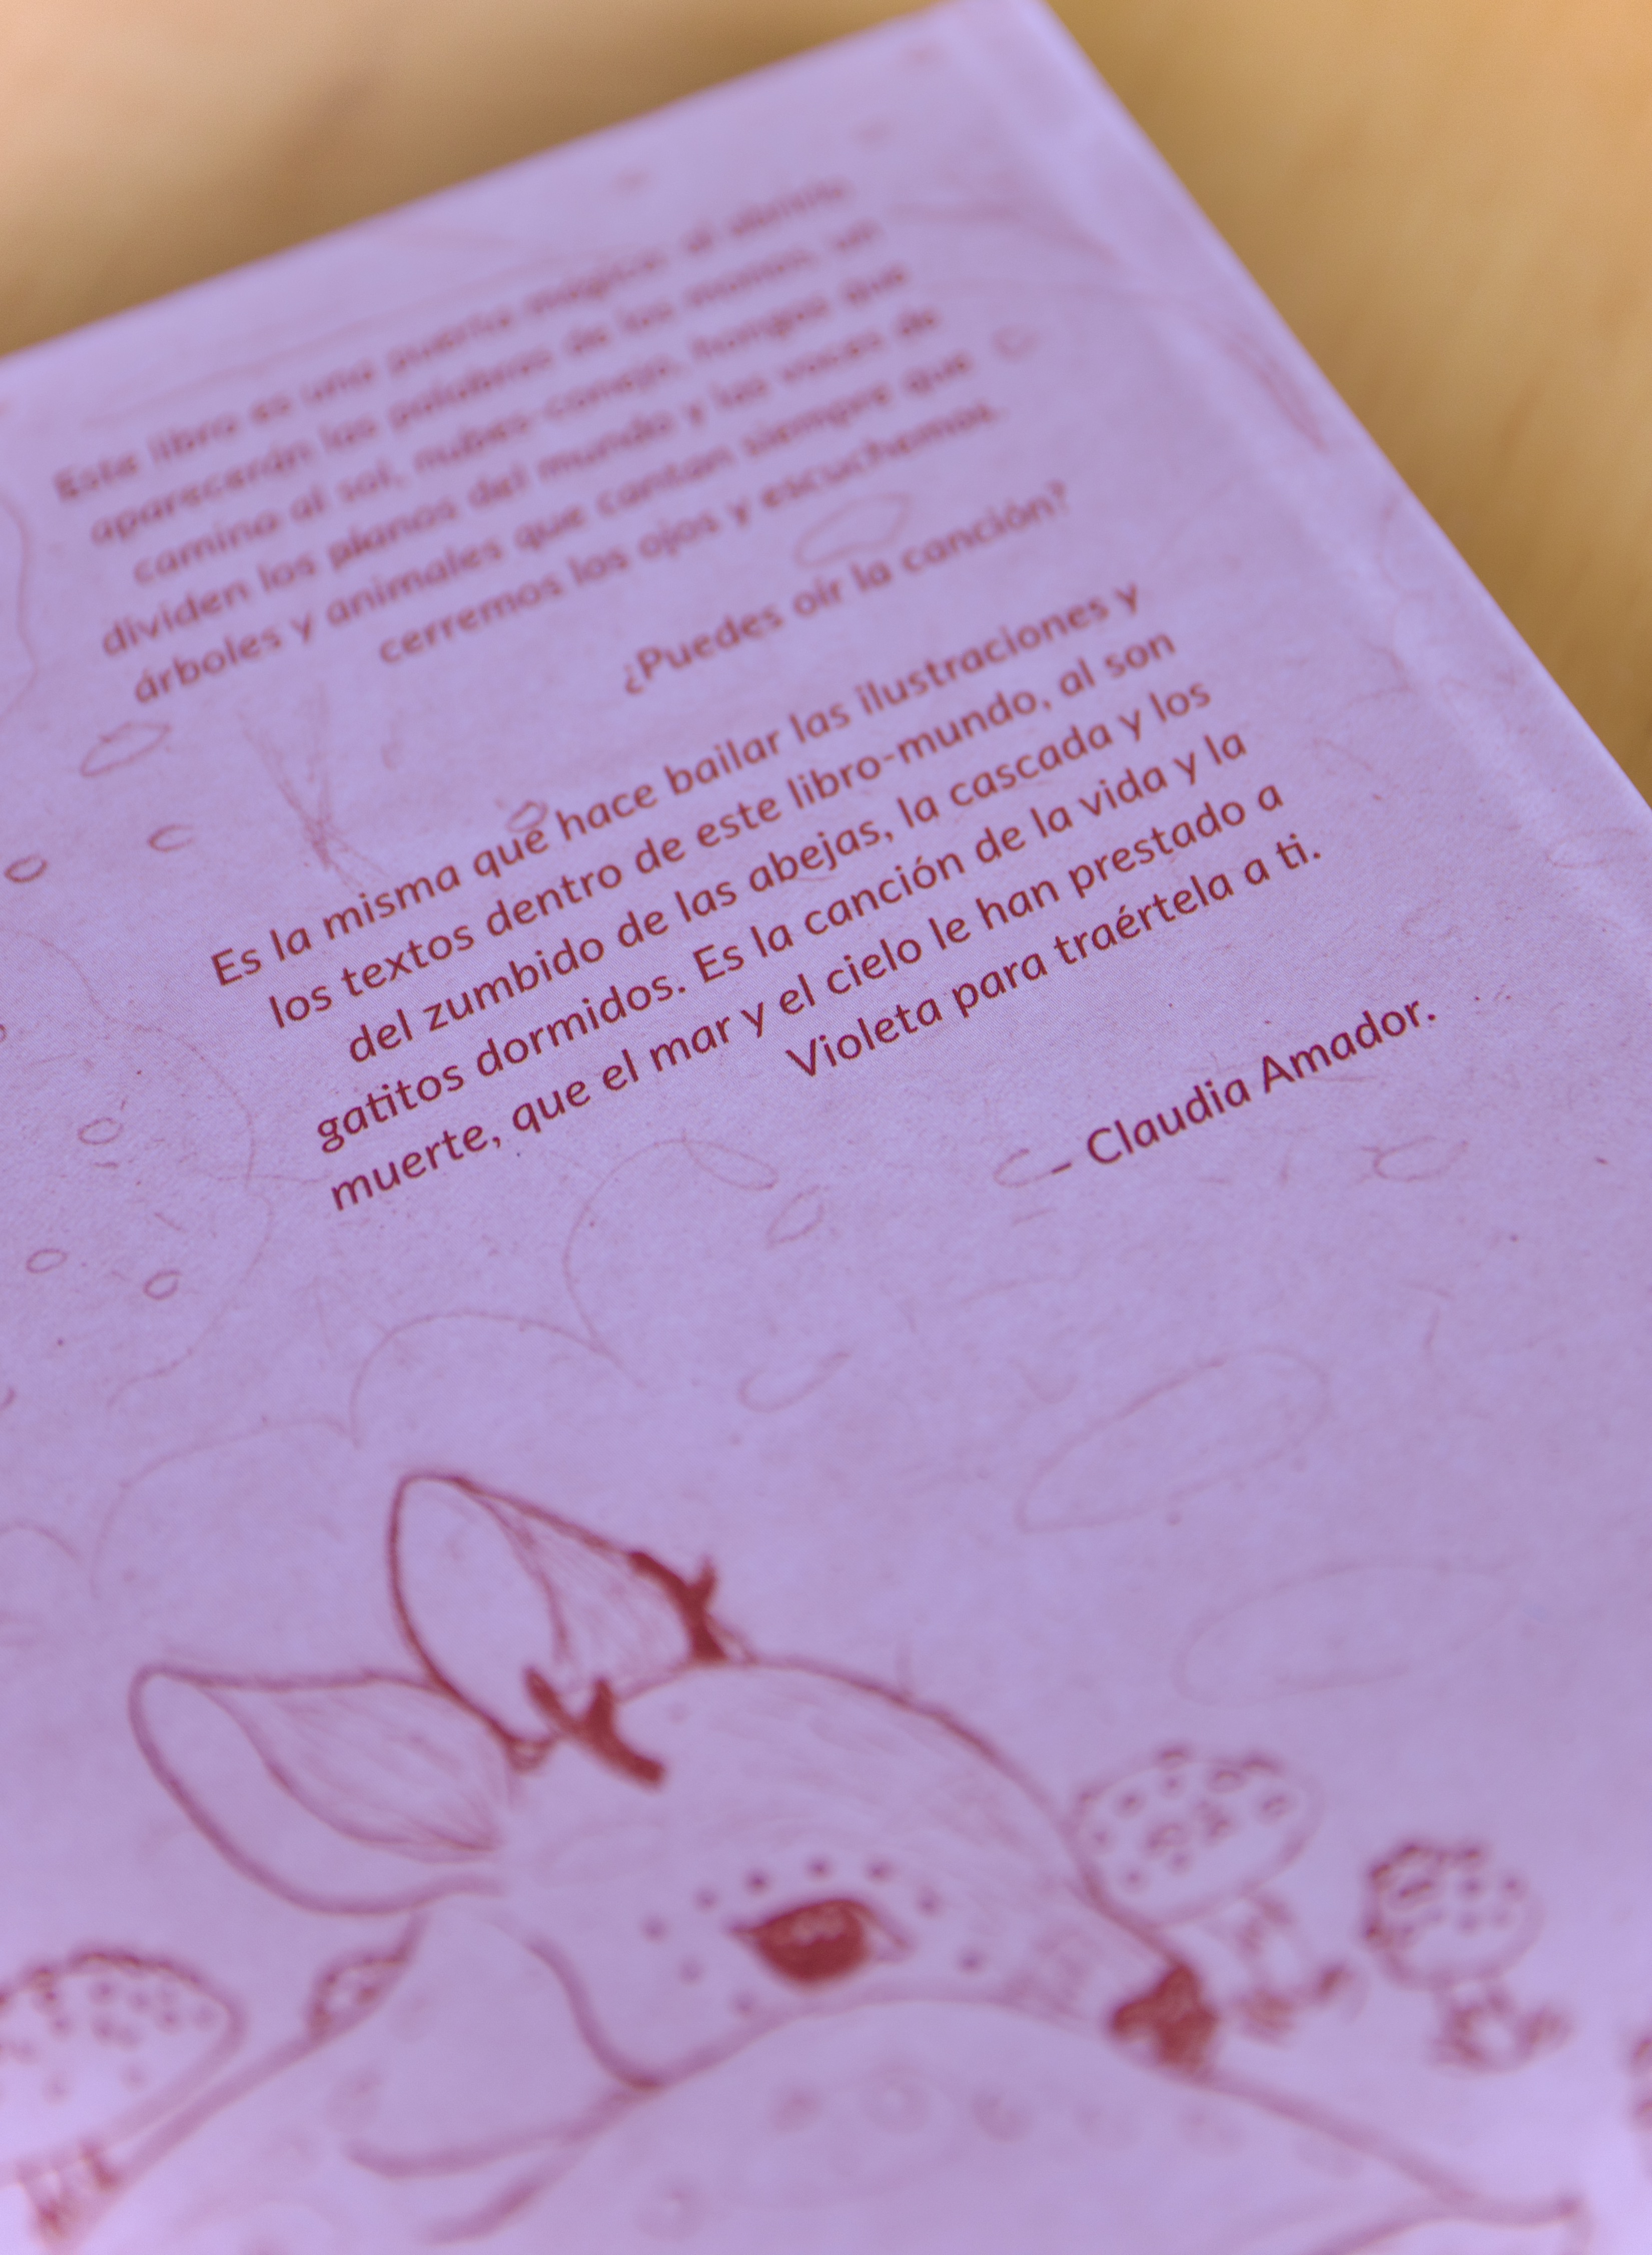 Este libro es una puerta mágica: al abrirla
aparecerán las palabras de las manos, un
camino al sol, nubes-conejo, hongos que
dividen los planos del mundo y las voces de
árboles y animales que cantan siempre que
cerremos los ojos y escuchemos.
¿Puedes oír la canción?
Es la misma que hace bailar las ilustraciones y
los textos dentro de este libro-mundo, al son
del zumbido de las abejas, la cascada y los
gatitos dormidos. Es la canción de la vida y la
muerte, que el mar y el cielo le han prestado a
Violeta para traértela a ti.
– Claudia Amador.